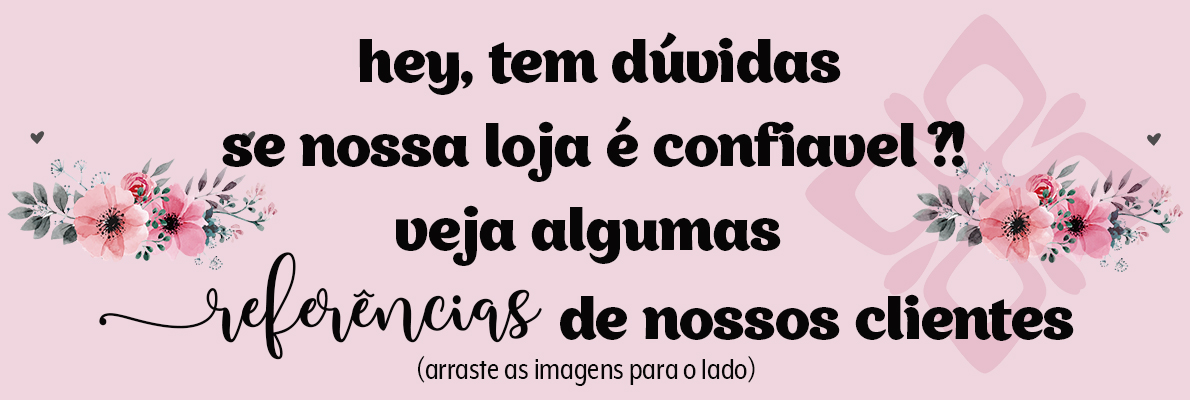 hey, tem dúvidas
se nossa loja é confiavel ?!
veja algumas
referências de nossos clientes
(arraste as imagens para o lado)